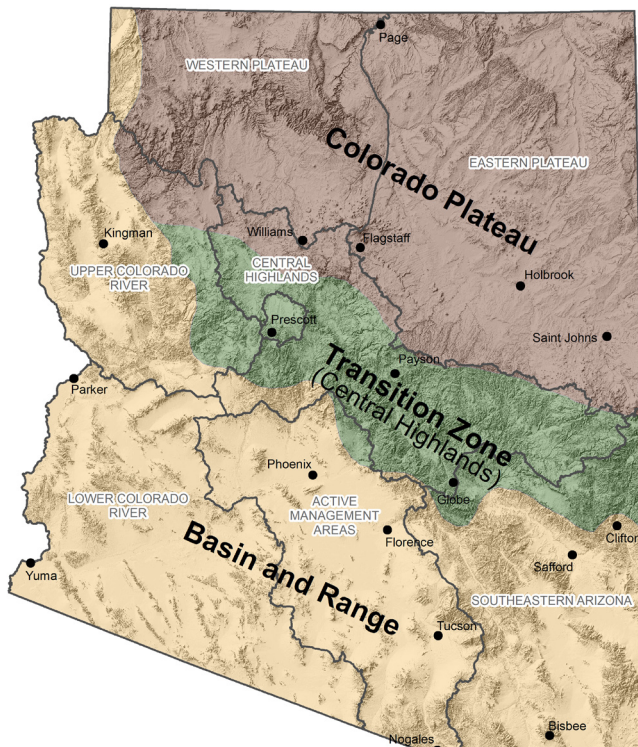 Page
WESTERN PLATEAU
Colorado Plateau
EASTERN PLATEAU
Kingman
Williams
Flagstaff
UPPER COLORADO
RIVER
CENTRAL
HIGHLANDS
Holbrook
Prescott
Saint Johns
Transition Zone
(Central Highlands)
Payson
Parker
Phoenix
Globe
LOWER COLORADO
RIVER
ACTIVE
MANAGEMENT
AREAS
Basin and Range
Florence
Clifton
Safford
Yuma
SOUTHEASTERN ARIZONA
Tucson
Bisbee
Nogales